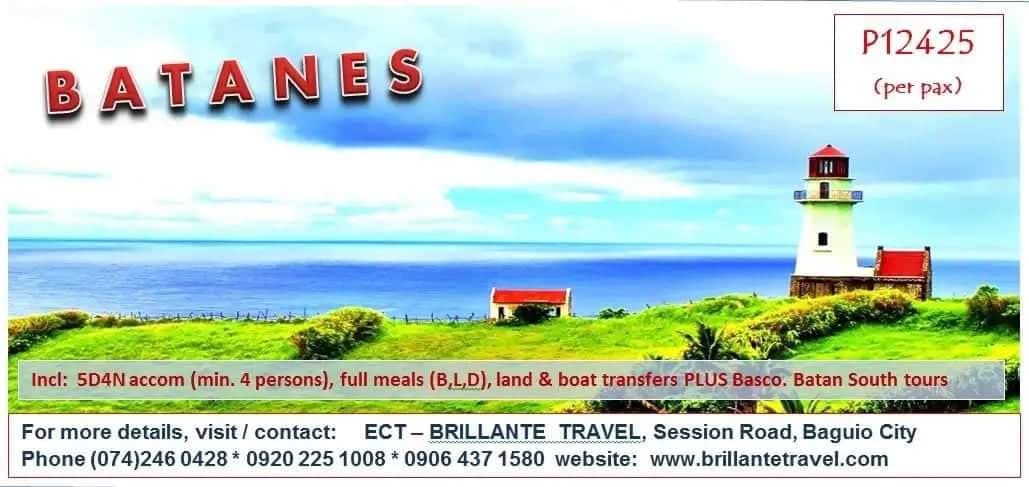 BATANES
P12425
(per pax)
Incl: 5D4N accom (min. 4 persons), full meals (B,L,D), land & boat transfers PLUS Basco. Batan South tours
For more details, visit / contact: ECT – BRILLANTE TRAVEL, Session Road, Baguio City
Phone (074)246 0428 * 0920 225 1008 * 0906 437 1580 website: www.brillantetravel.com